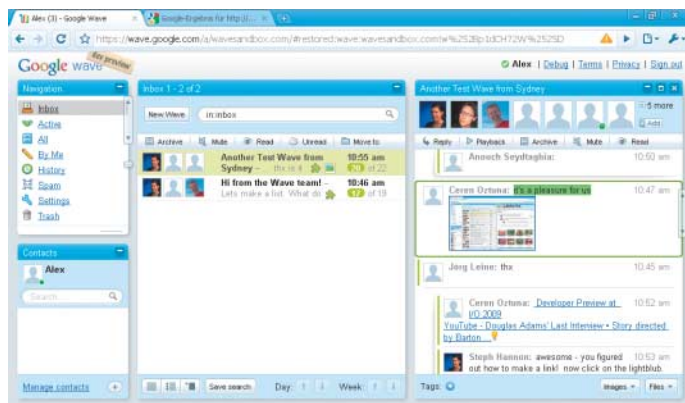 Alex (3) - Google Wave
Google-Ergebnis für http://...
https://wave.google.com/a/wavesandbox.com/#restored:wave:wavesandbox.com!w%252Bp1dCH72W%252SD
Google wave
dev preview
Alex | Debug | Terms | Privacy | Sign out
Navigation
Inbox
Active
All
By Me
History
Spam
Settings
Trash
Contacts
Alex
Search
Manage contacts
Inbox 1 - 2 of 2
New Wave
in:inbox
Archive Mute Read Unread Move to
Another Test Wave from 10:55 am
Sydney – thx is 4 20 of 22
Hi from the Wave team! – 10:46 am
Lets make a list. What do 17 of 19
Save search Day: Week:
Another Test Wave from Sydney
5 more
Add
Reply Playback Archive Mute Read
Anouch Seydtaghia: 10:50 am
Ceren Oztuna: it's a pleasure for us 10:47 am
Jörg Leine: thx 10:45 am
Ceren Oztuna: Developer Preview at 10:52 am
I/O 2009
YouTube - Douglas Adams' Last Interview • Story directed
by Barton ...
Steph Hannon: awesome - you figured 10:53 am
out how to make a link! now click on the lightblub.
Tags:
Images Files